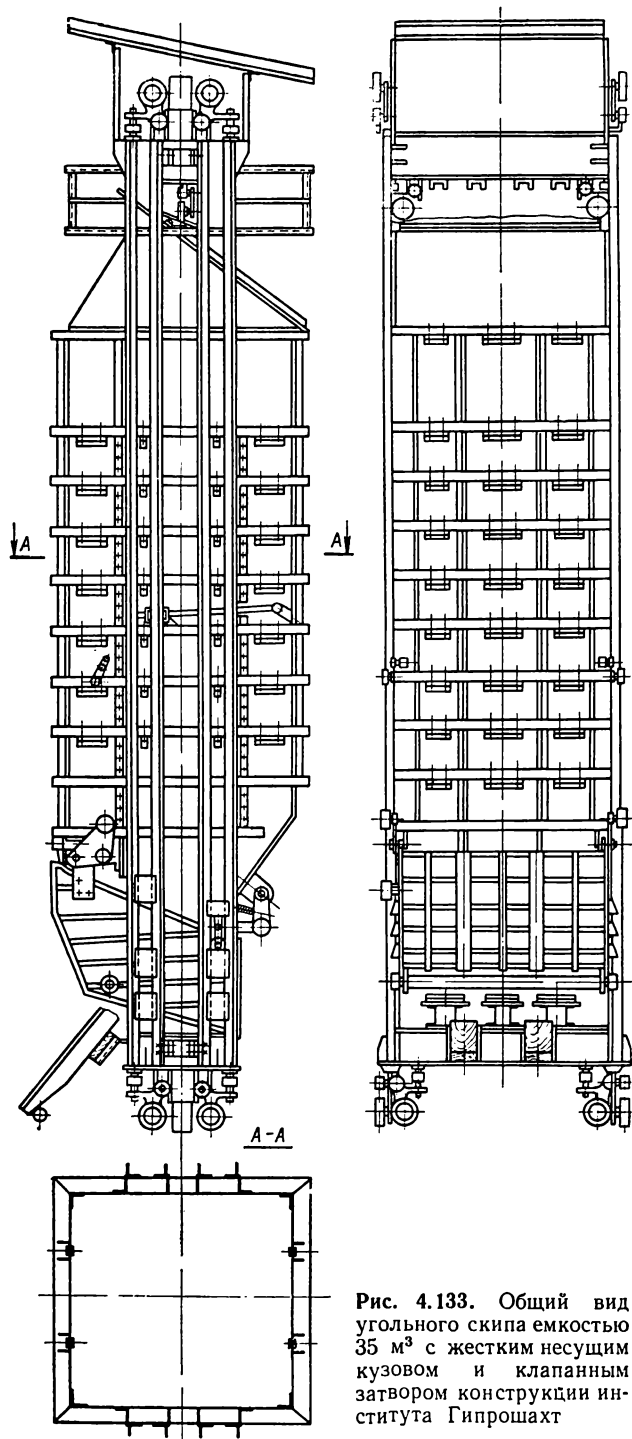 А
А
А-А
Рис. 4.133. Общий вид
угольного скипа емкостью
35 м³ с жестким несущим
кузовом и клапанным
затвором конструкции ин-
ститута Гипрошахт